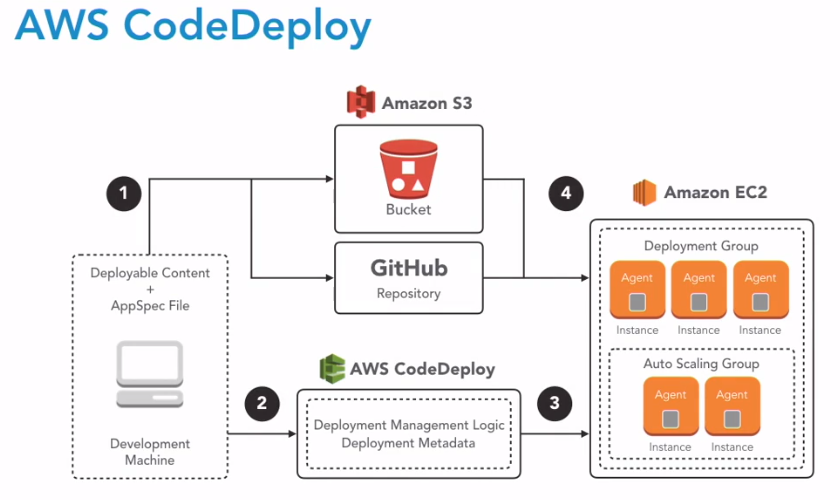 AWS CodeDeploy
Amazon S3
1
Bucket
4
Amazon EC2
GitHub
Repository
Deployable Content
+
AppSpec File
Development
Machine
2
AWS CodeDeploy
Deployment Management Logic
Deployment Metadata
3
Deployment Group
Agent Agent Agent
Instance Instance Instance
Auto Scaling Group
Agent Agent
Instance Instance